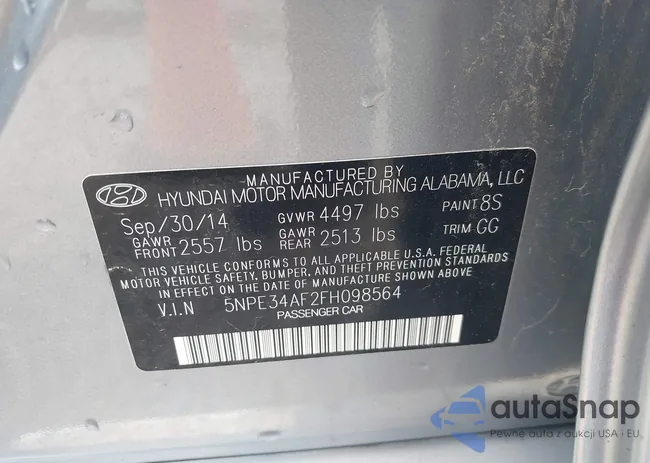 MANUFACTURED BY
HYUNDAI MOTOR MANUFACTURING ALABAMA, LLC
Sep/30/14 GVWR 4497 lbs PAINT 8S
GAWR FRONT 2557 lbs GAWR REAR 2513 lbs TRIM GG
THIS VEHICLE CONFORMS TO ALL APPLICABLE U.S.A. FEDERAL
MOTOR VEHICLE SAFETY, BUMPER, AND THEFT PREVENTION STANDARDS
IN EFFECT ON THE DATE OF MANUFACTURE SHOWN ABOVE
V.I.N 5NPE34AF2FH098564
PASSENGER CAR
autoSnap
Pewne auta z aukcji USA i EU